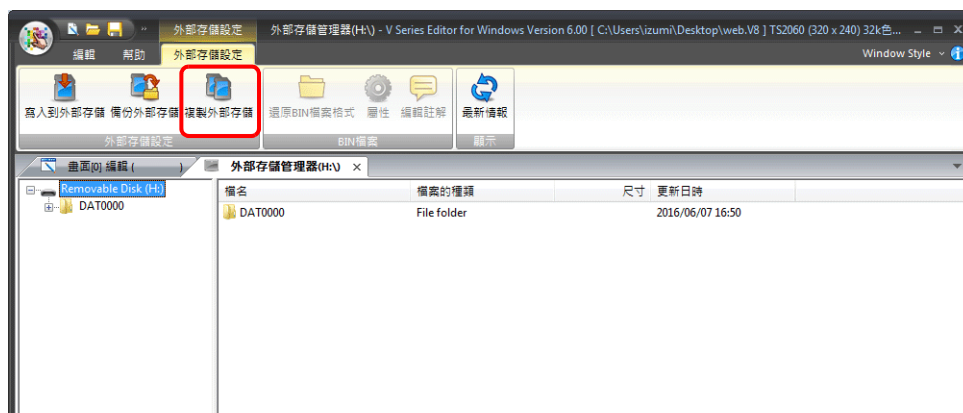 外部存儲設定 外部存儲管理器(H:\) - V Series Editor for Windows Version 6.00 [ C:\Users\izumi\Desktop\web.V8 ] TS2060 (320 x 240) 32k色...
編輯 幫助 外部存儲設定 Window Style
寫入到外部存儲 備份外部存儲 複製外部存儲 還原BIN檔案格式 屬性 編輯註解 最新情報
外部存儲設定 BIN檔案 顯示
畫面[0] 編輯 ( ) 外部存儲管理器(H:\)
Removable Disk (H:) 檔名 檔案的種類 尺寸 更新日時
DAT0000 DAT0000 File folder 2016/06/07 16:50